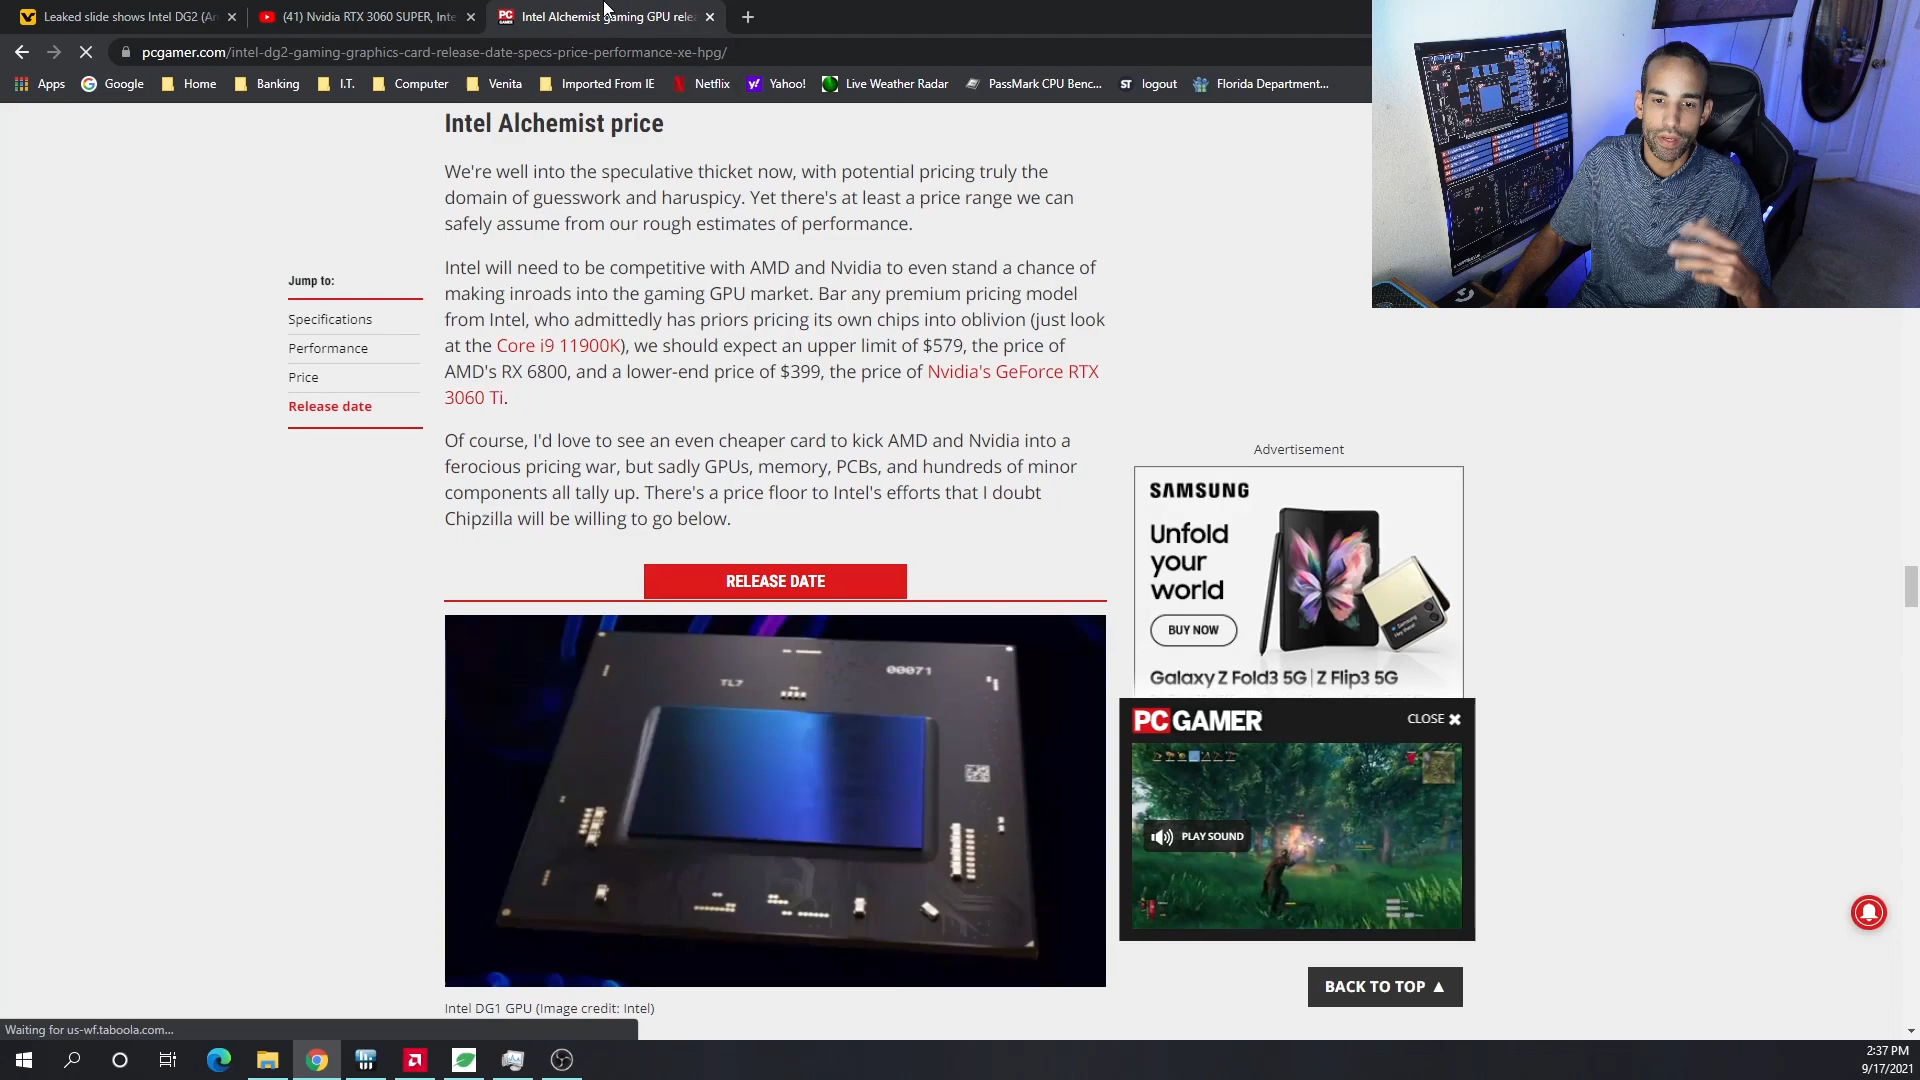 Leaked slide shows Intel DG2 (Ar
(41) Nvidia RTX 3060 SUPER, Inte
Intel Alchemist gaming GPU rele
pcgamer.com/intel-dg2-gaming-graphics-card-release-date-specs-price-performance-xe-hpg/
Apps
Google
Home
Banking
I.T.
Computer
Venita
Imported From IE
Netflix
Yahoo!
Live Weather Radar
PassMark CPU Benc...
ST logout
Florida Department...
Intel Alchemist price
We're well into the speculative thicket now, with potential pricing truly the
domain of guesswork and haruspicy. Yet there's at least a price range we can
safely assume from our rough estimates of performance.
Intel will need to be competitive with AMD and Nvidia to even stand a chance of
making inroads into the gaming GPU market. Bar any premium pricing model
from Intel, who admittedly has priors pricing its own chips into oblivion (just look
at the Core i9 11900K), we should expect an upper limit of $579, the price of
AMD's RX 6800, and a lower-end price of $399, the price of Nvidia's GeForce RTX
3060 Ti.
Of course, I'd love to see an even cheaper card to kick AMD and Nvidia into a
ferocious pricing war, but sadly GPUs, memory, PCBs, and hundreds of minor
components all tally up. There's a price floor to Intel's efforts that I doubt
Chipzilla will be willing to go below.
Jump to:
Specifications
Performance
Price
Release date
RELEASE DATE
00071
TL7
Intel DG1 GPU (Image credit: Intel)
Advertisement
SAMSUNG
Unfold
your
world
BUY NOW
Galaxy Z Fold3 5G | Z Flip3 5G
PC GAMER
CLOSE
PLAY SOUND
BACK TO TOP
Waiting for us-wf.taboola.com...
2:37 PM
9/17/2021